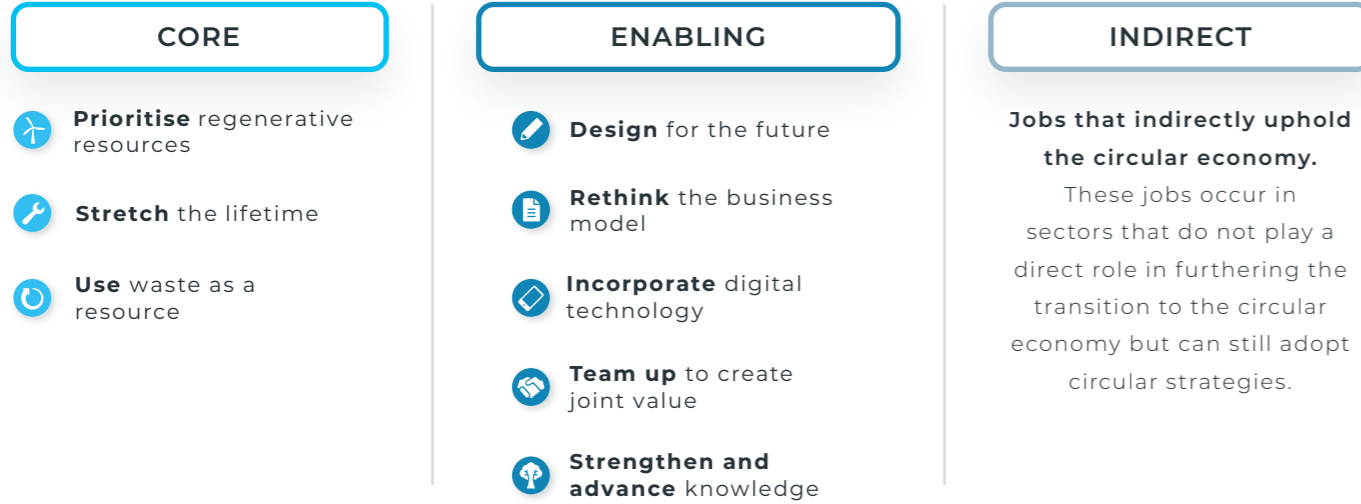 CORE
Prioritise regenerative
resources
Stretch the lifetime
Use waste as a
resource
ENABLING
Design for the future
Rethink the business
model
Incorporate digital
technology
Team up to create
joint value
Strengthen and
advance knowledge
INDIRECT
Jobs that indirectly uphold
the circular economy.
These jobs occur in
sectors that do not play a
direct role in furthering the
transition to the circular
economy but can still adopt
circular strategies.